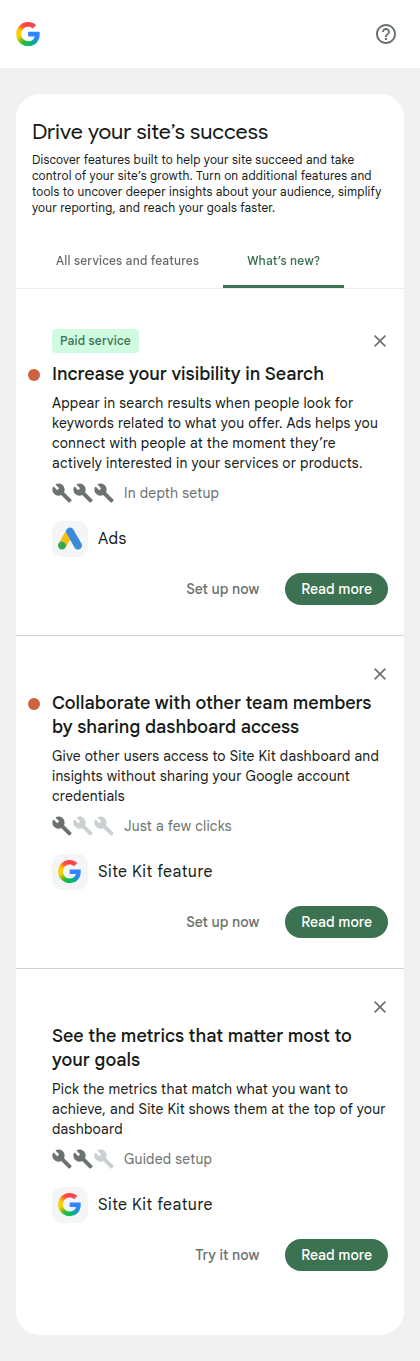 Drive your site’s success
Discover features built to help your site succeed and take
control of your site’s growth. Turn on additional features and
tools to uncover deeper insights about your audience, simplify
your reporting, and reach your goals faster.
All services and features
What’s new?
Paid service
Increase your visibility in Search
Appear in search results when people look for
keywords related to what you offer. Ads helps you
connect with people at the moment they’re
actively interested in your services or products.
In depth setup
Ads
Set up now
Read more
Collaborate with other team members
by sharing dashboard access
Give other users access to Site Kit dashboard and
insights without sharing your Google account
credentials
Just a few clicks
Site Kit feature
Set up now
Read more
See the metrics that matter most to
your goals
Pick the metrics that match what you want to
achieve, and Site Kit shows them at the top of your
dashboard
Guided setup
Site Kit feature
Try it now
Read more